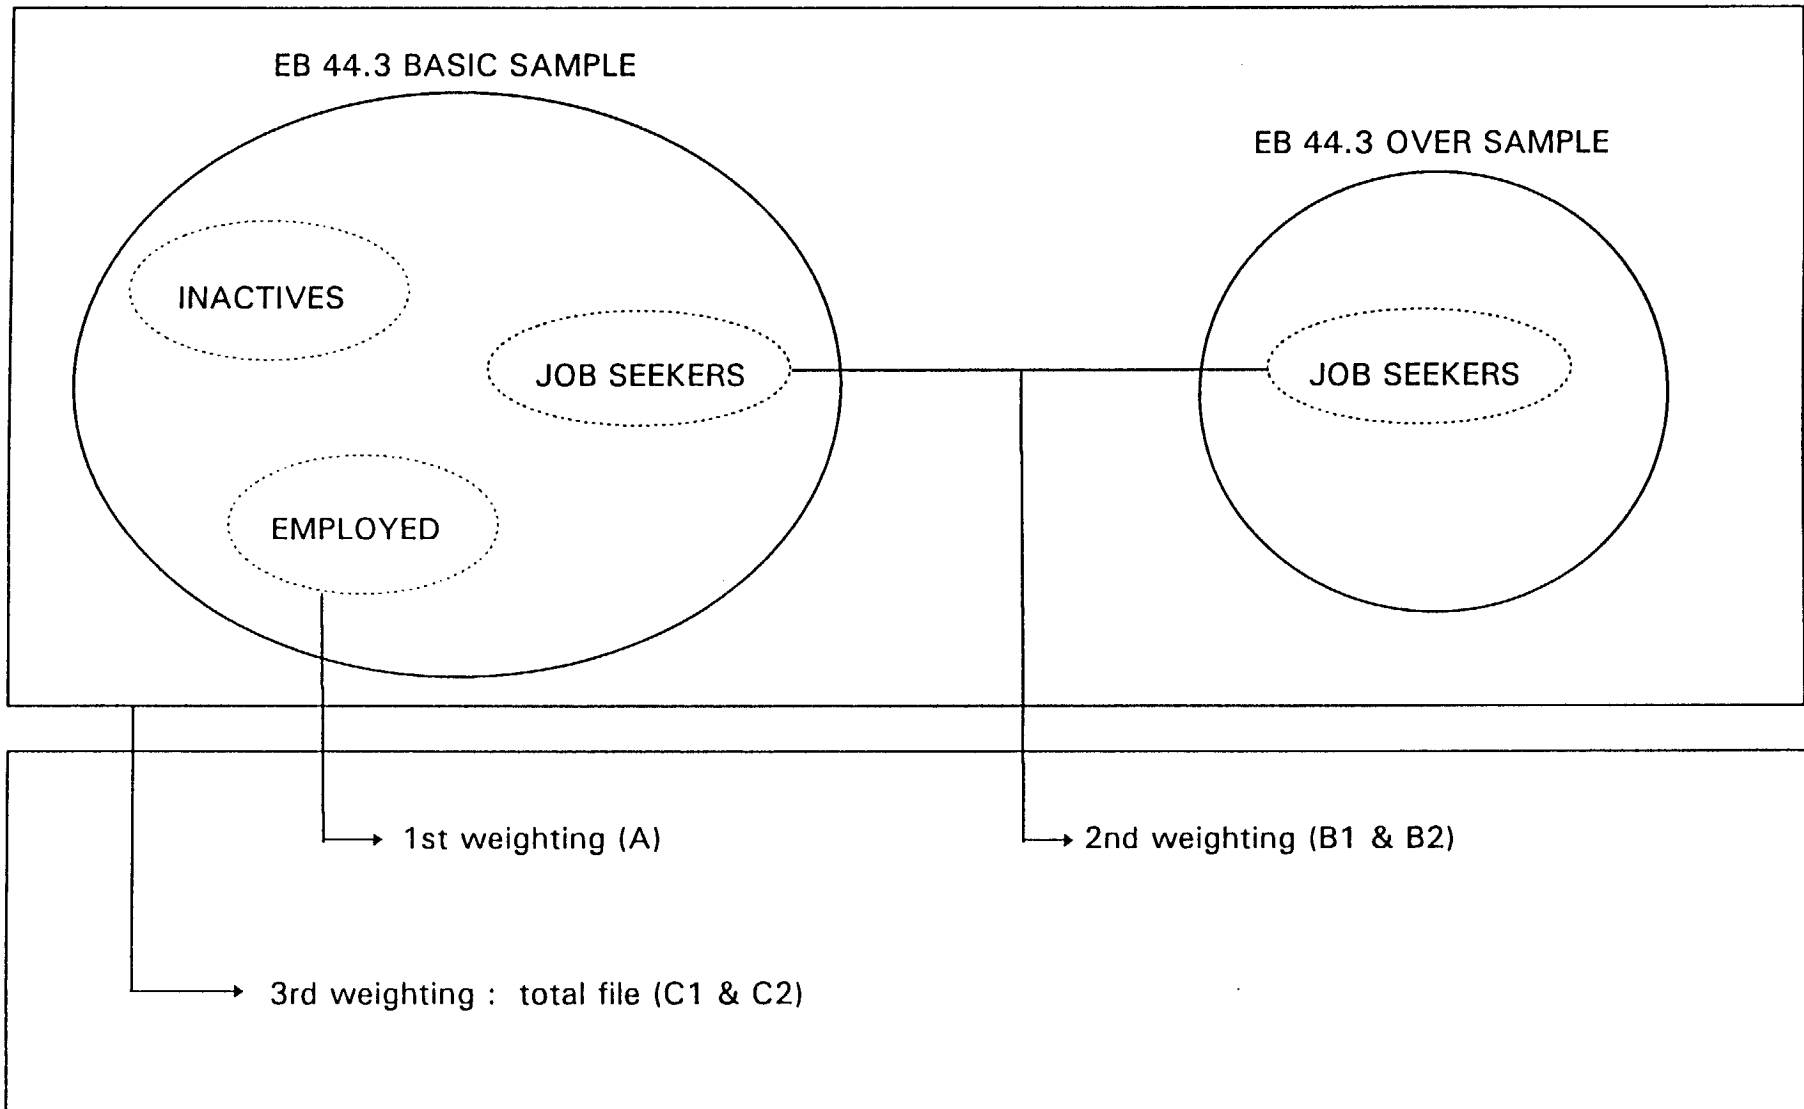 EB 44.3 BASIC SAMPLE
EB 44.3 OVER SAMPLE
INACTIVES
JOB SEEKERS
JOB SEEKERS
EMPLOYED
1st weighting (A)
2nd weighting (B1 & B2)
3rd weighting : total file (C1 & C2)